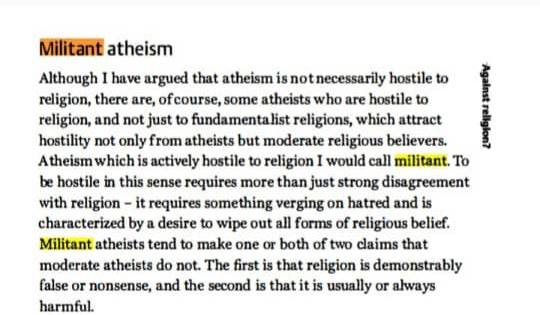 Militant atheism
Although I have argued that atheism is not necessarily hostile to
religion, there are, of course, some atheists who are hostile to
religion, and not just to fundamentalist religions, which attract
hostility not only from atheists but moderate religious believers.
Atheism which is actively hostile to religion I would call militant. To
be hostile in this sense requires more than just strong disagreement
with religion – it requires something verging on hatred and is
characterized by a desire to wipe out all forms of religious belief.
Militant atheists tend to make one or both of two claims that
moderate atheists do not. The first is that religion is demonstrably
false or nonsense, and the second is that it is usually or always
harmful.
Against religion?